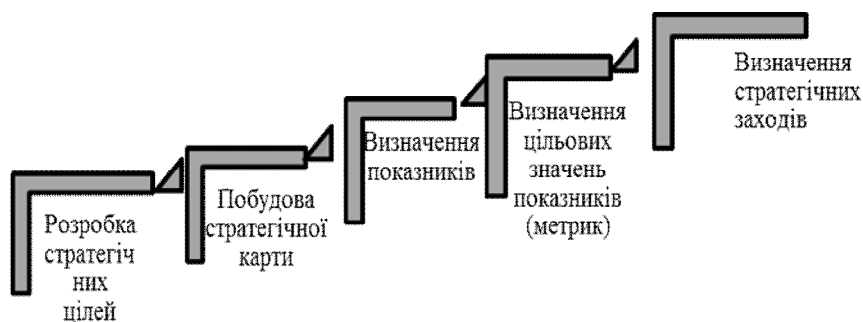 Розробка
стратегіч
них
цілей
Побудова
стратегічної
карти
Визначення
показників
Визначення
цільових
значень
показників
(метрик)
Визначення
стратегічних
заходів